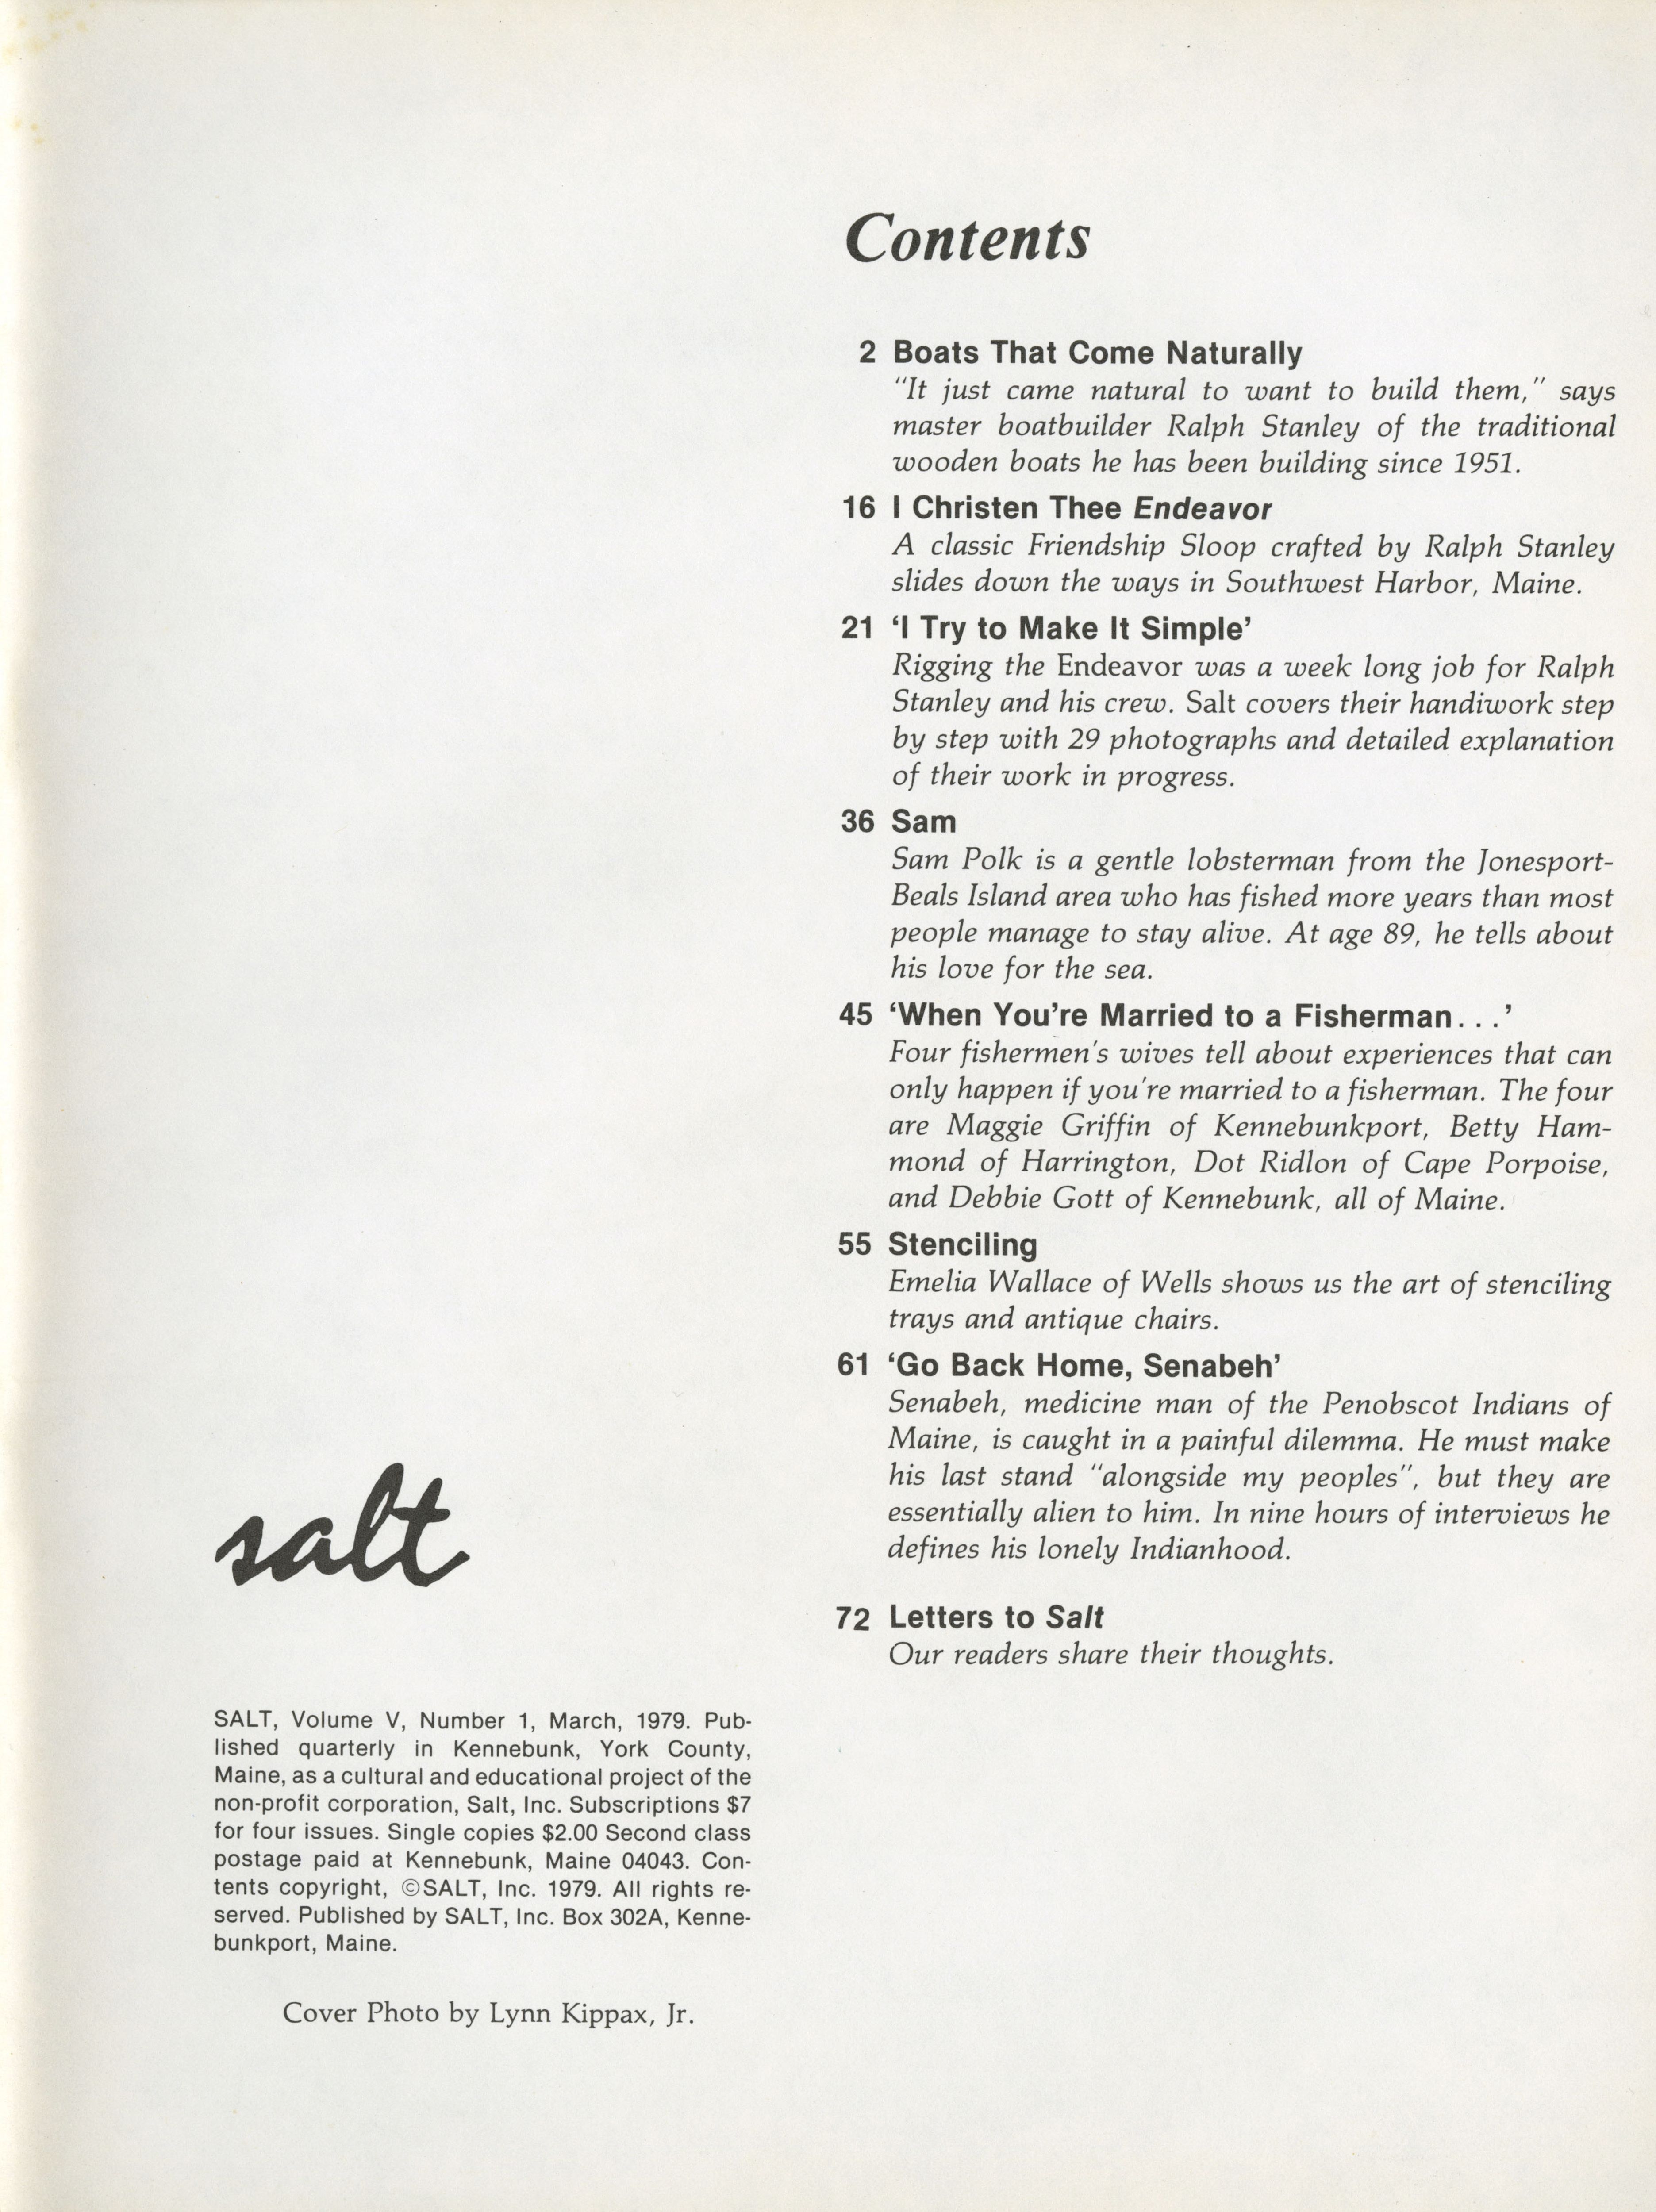 Contents
2 Boats That Come Naturally
"It just came natural to want to build them," says
master boatbuilder Ralph Stanley of the traditional
wooden boats he has been building since 1951.
16 I Christen Thee Endeavor
A classic Friendship Sloop crafted by Ralph Stanley
slides down the ways in Southwest Harbor, Maine.
21 ‘I Try to Make It Simple’
Rigging the Endeavor was a week long job for Ralph
Stanley and his crew. Salt covers their handiwork step
by step with 29 photographs and detailed explanation
of their work in progress.
36 Sam
Sam Polk is a gentle lobsterman from the Jonesport-
Beals Island area who has fished more years than most
people manage to stay alive. At age 89, he tells about
his love for the sea.
45 ‘When You’re Married to a Fisherman...’
Four fishermen's wives tell about experiences that can
only happen if you're married to a fisherman. The four
are Maggie Griffin of Kennebunkport, Betty Ham-
mond of Harrington, Dot Ridlon of Cape Porpoise,
and Debbie Gott of Kennebunk, all of Maine.
55 Stenciling
Emelia Wallace of Wells shows us the art of stenciling
trays and antique chairs.
61 ‘Go Back Home, Senabeh’
Senabeh, medicine man of the Penobscot Indians of
Maine, is caught in a painful dilemma. He must make
his last stand "alongside my peoples", but they are
essentially alien to him. In nine hours of interviews he
defines his lonely Indianhood.
72 Letters to Salt
Our readers share their thoughts.
salt
SALT, Volume V, Number 1, March, 1979. Pub-
lished quarterly in Kennebunk, York County,
Maine, as a cultural and educational project of the
non-profit corporation, Salt, Inc. Subscriptions $7
for four issues. Single copies $2.00 Second class
postage paid at Kennebunk, Maine 04043. Con-
tents copyright, ©SALT, Inc. 1979. All rights re-
served. Published by SALT, Inc. Box 302A, Kenne-
bunkport, Maine.
Cover Photo by Lynn Kippax, Jr.